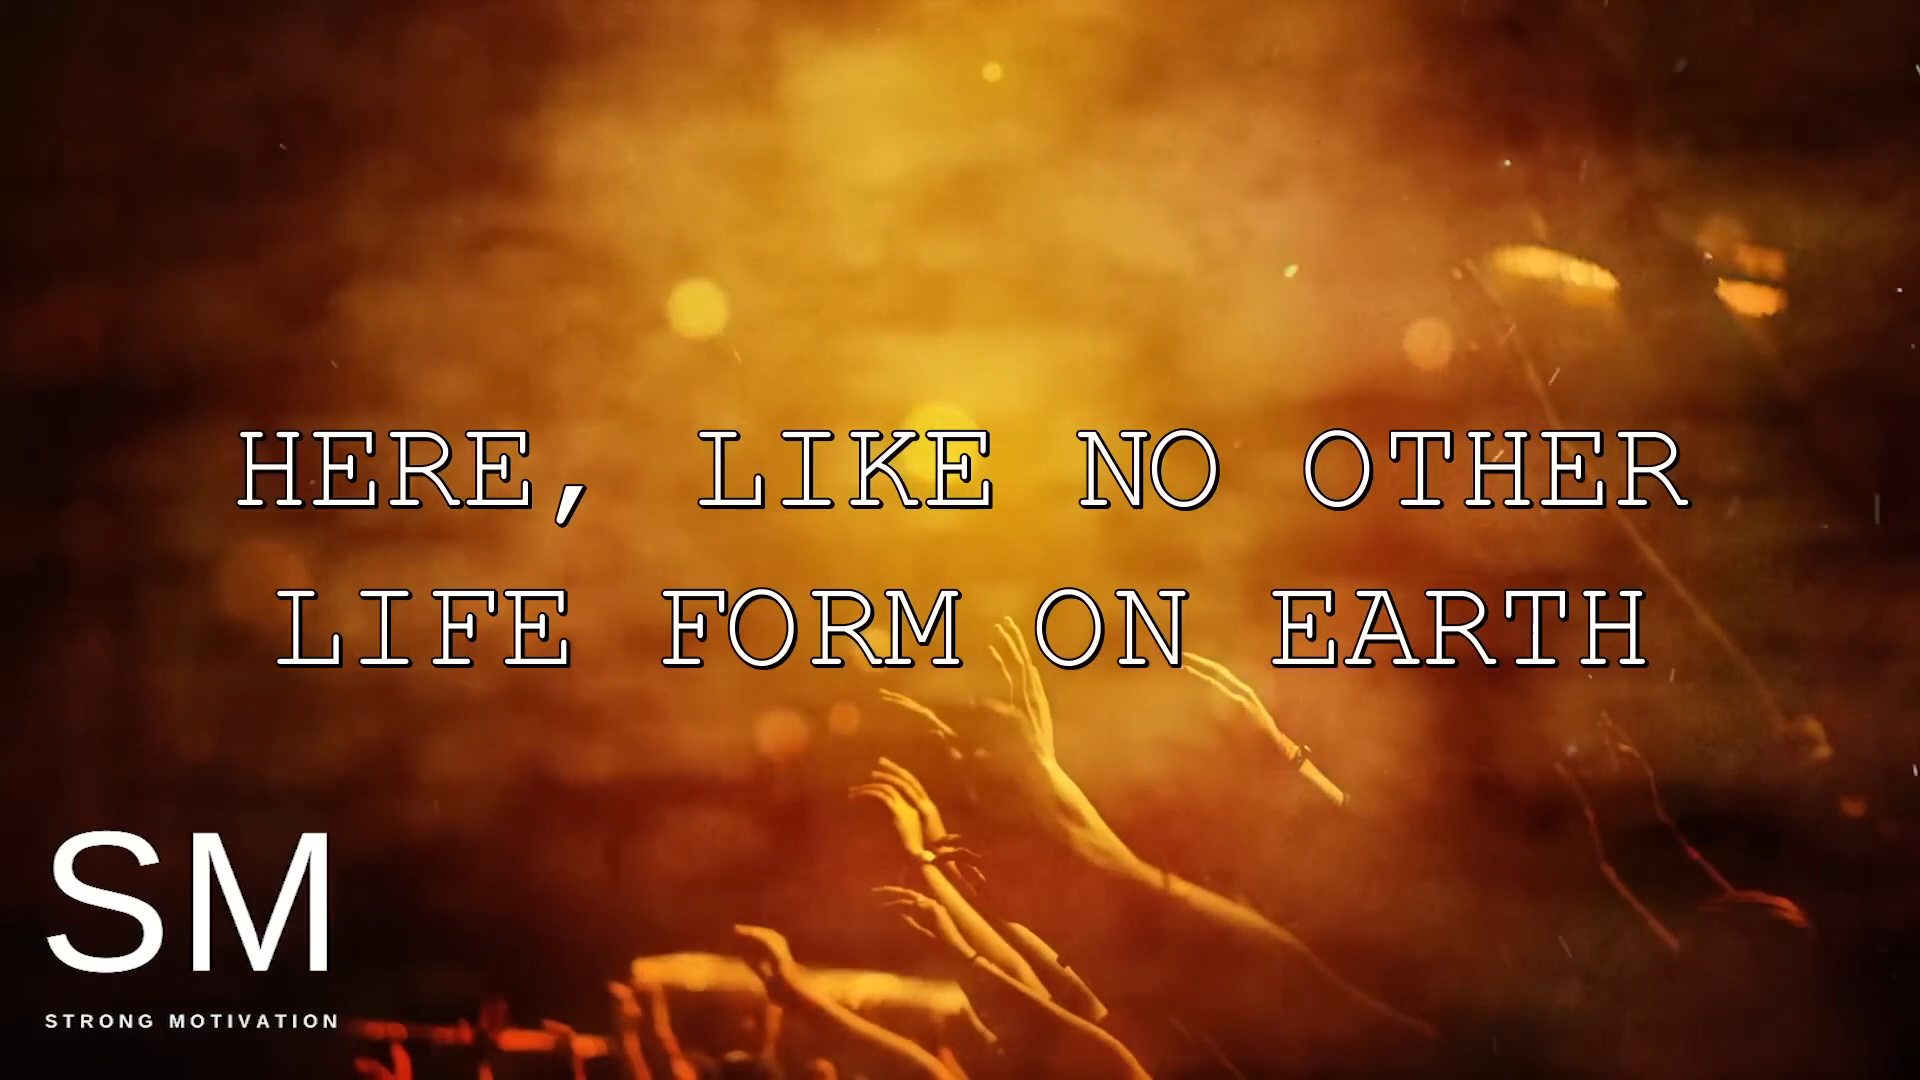 HERE, LIKE NO OTHER
LIFE FORM ON EARTH
SM
STRONG MOTIVATION